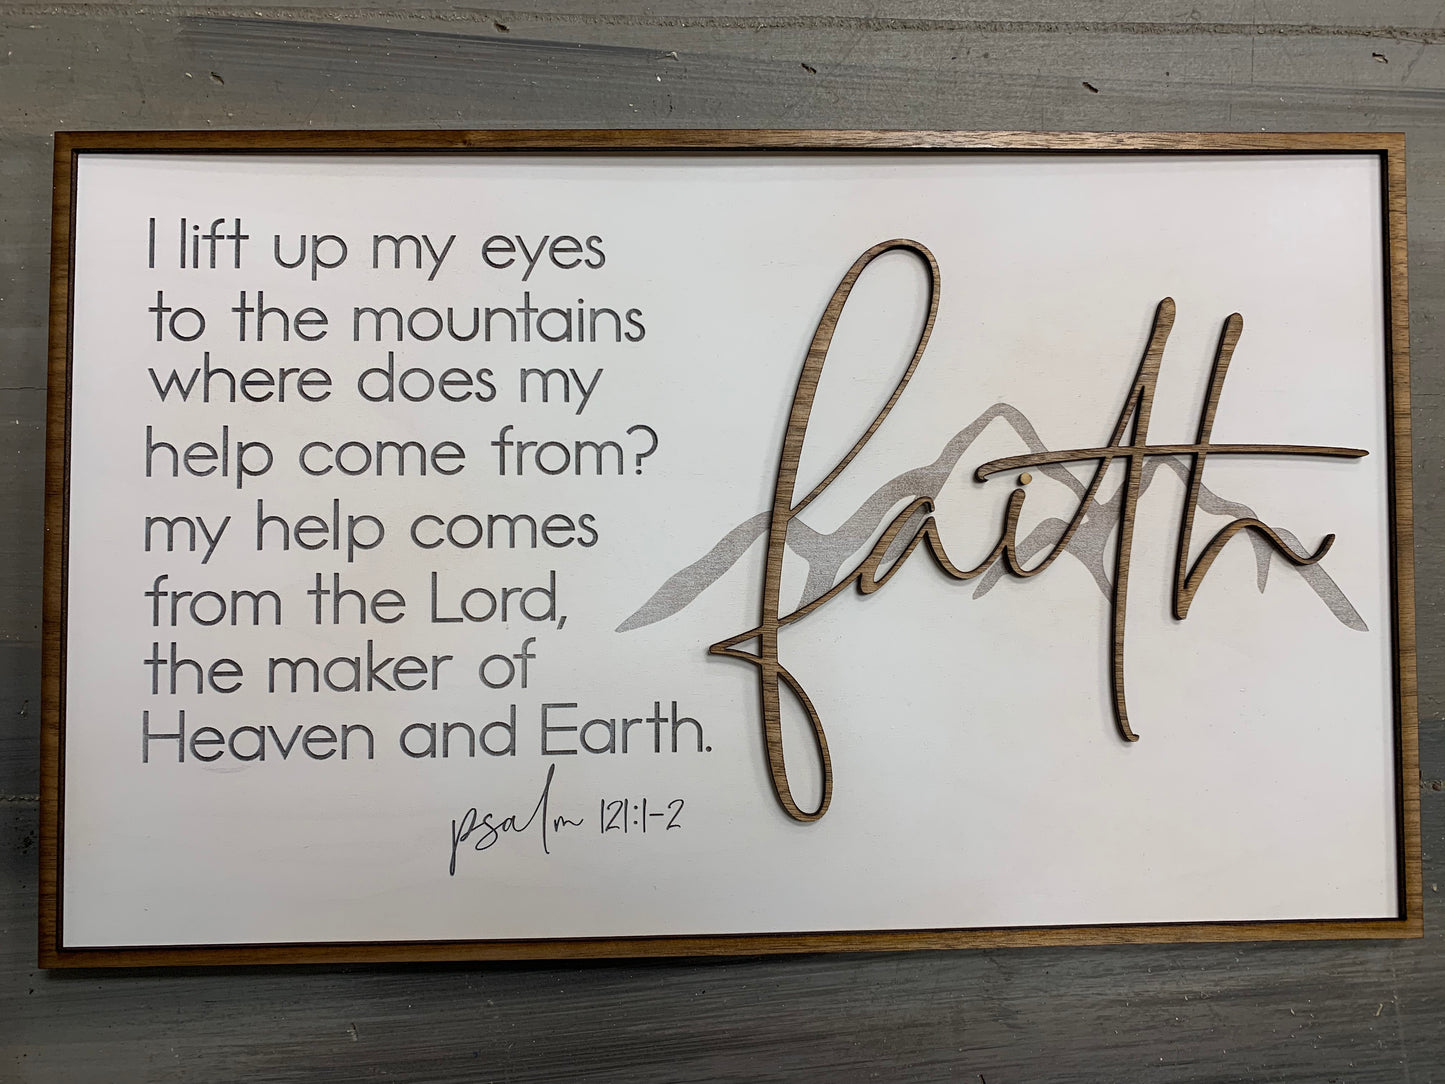 I lift up my eyes
to the mountains
where does my
help come from?
my help comes
from the Lord,
the maker of
Heaven and Earth.
psalm 121:1-2
faith